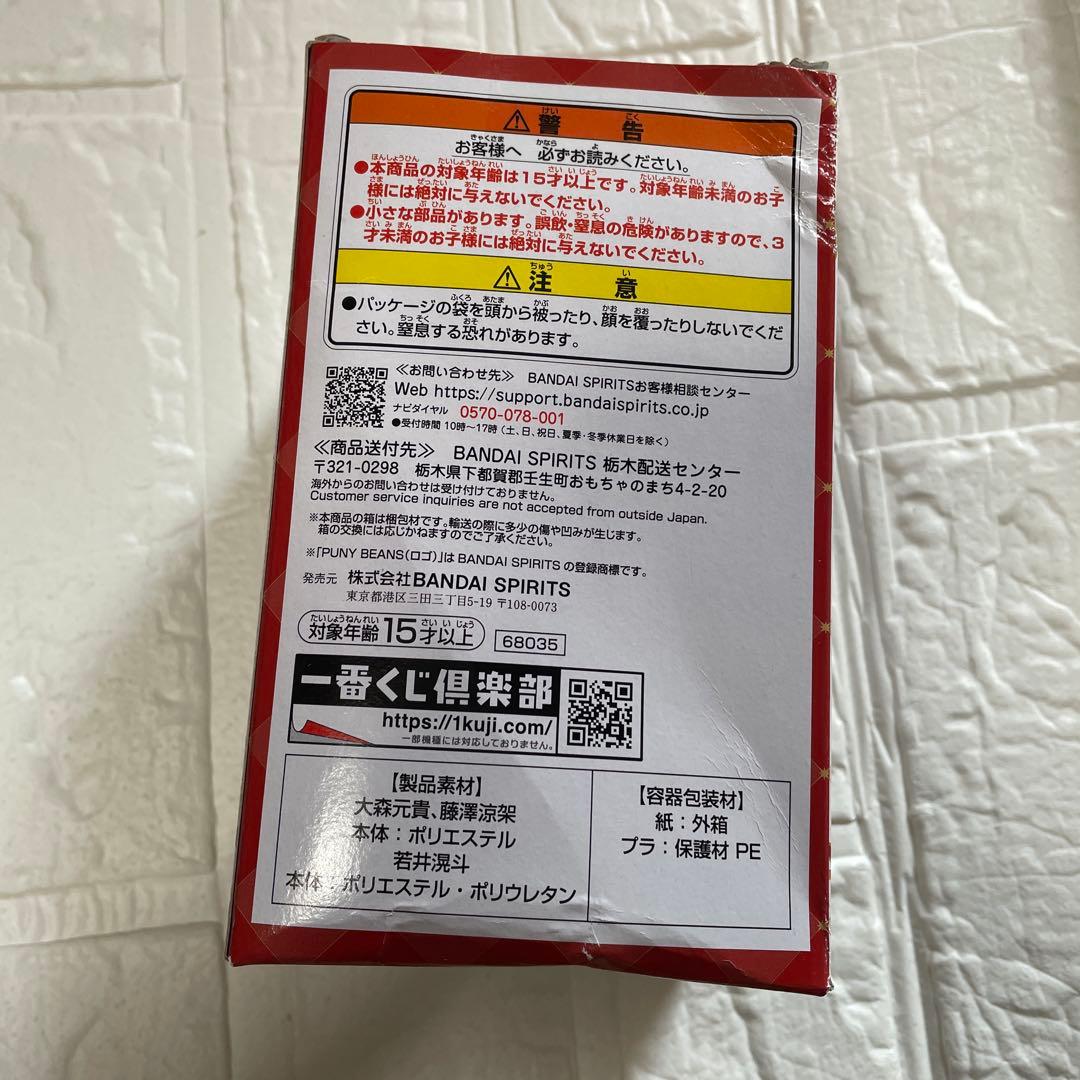 ⚠警告
お客様へ 必ずお読みください。
●本商品の対象年齢は15才以上です。対象年齢未満のお子
様には絶対に与えないでください。
●小さな部品があります。誤飲・窒息の危険がありますので、3
才未満のお子様には絶対に与えないでください。
⚠注意
●パッケージの袋を頭から被ったり、顔を覆ったりしないでくだ
さい。窒息する恐れがあります。
≪お問い合わせ先≫ BANDAI SPIRITSお客様相談センター
Web https://support.bandaispirits.co.jp
ナビダイヤル 0570-078-001
●受付時間 10時～17時(土、日、祝日、夏季・冬季休業日を除く)
≪商品送付先≫ BANDAI SPIRITS 栃木配送センター
〒321-0298 栃木県下都賀郡壬生町おもちゃのまち4-2-20
海外からのお問い合わせは受け付けておりません。
Customer service inquiries are not accepted from outside Japan.
※本商品の箱は梱包材です。輸送の際に多少の傷や凹みが生じます。
箱の交換には応じかねますのでご了承ください。
※「PUNY BEANS(ロゴ)」は BANDAI SPIRITS の登録商標です。
発売元 株式会社BANDAI SPIRITS
東京都港区三田三丁目5-19 〒108-0073
対象年齢15才以上 68035
一番くじ倶楽部
https://1kuji.com/
一部機種には対応しておりません。
【製品素材】
大森元貴、藤澤涼架
本体：ポリエステル
若井滉斗
本体：ポリエステル・ポリウレタン
【容器包装材】
紙：外箱
プラ：保護材 PE